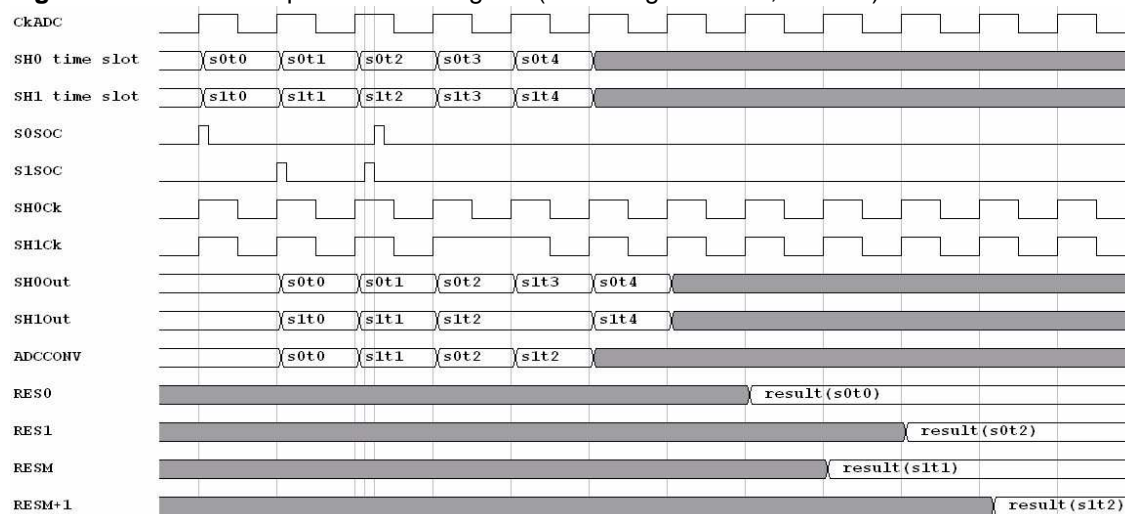 CkADC
SH0 time slot s0t0 s0t1 s0t2 s0t3 s0t4
SH1 time slot s1t0 s1t1 s1t2 s1t3 s1t4
S0SOC
S1SOC
SH0Ck
SH1Ck
SH0Out s0t0 s0t1 s0t2 s1t3 s0t4
SH1Out s1t0 s1t1 s1t2 s1t4
ADCCONV s0t0 s1t1 s0t2 s1t2
RES0 result(s0t0)
RES1 result(s0t2)
RESM result(s1t1)
RESM+1 result(s1t2)